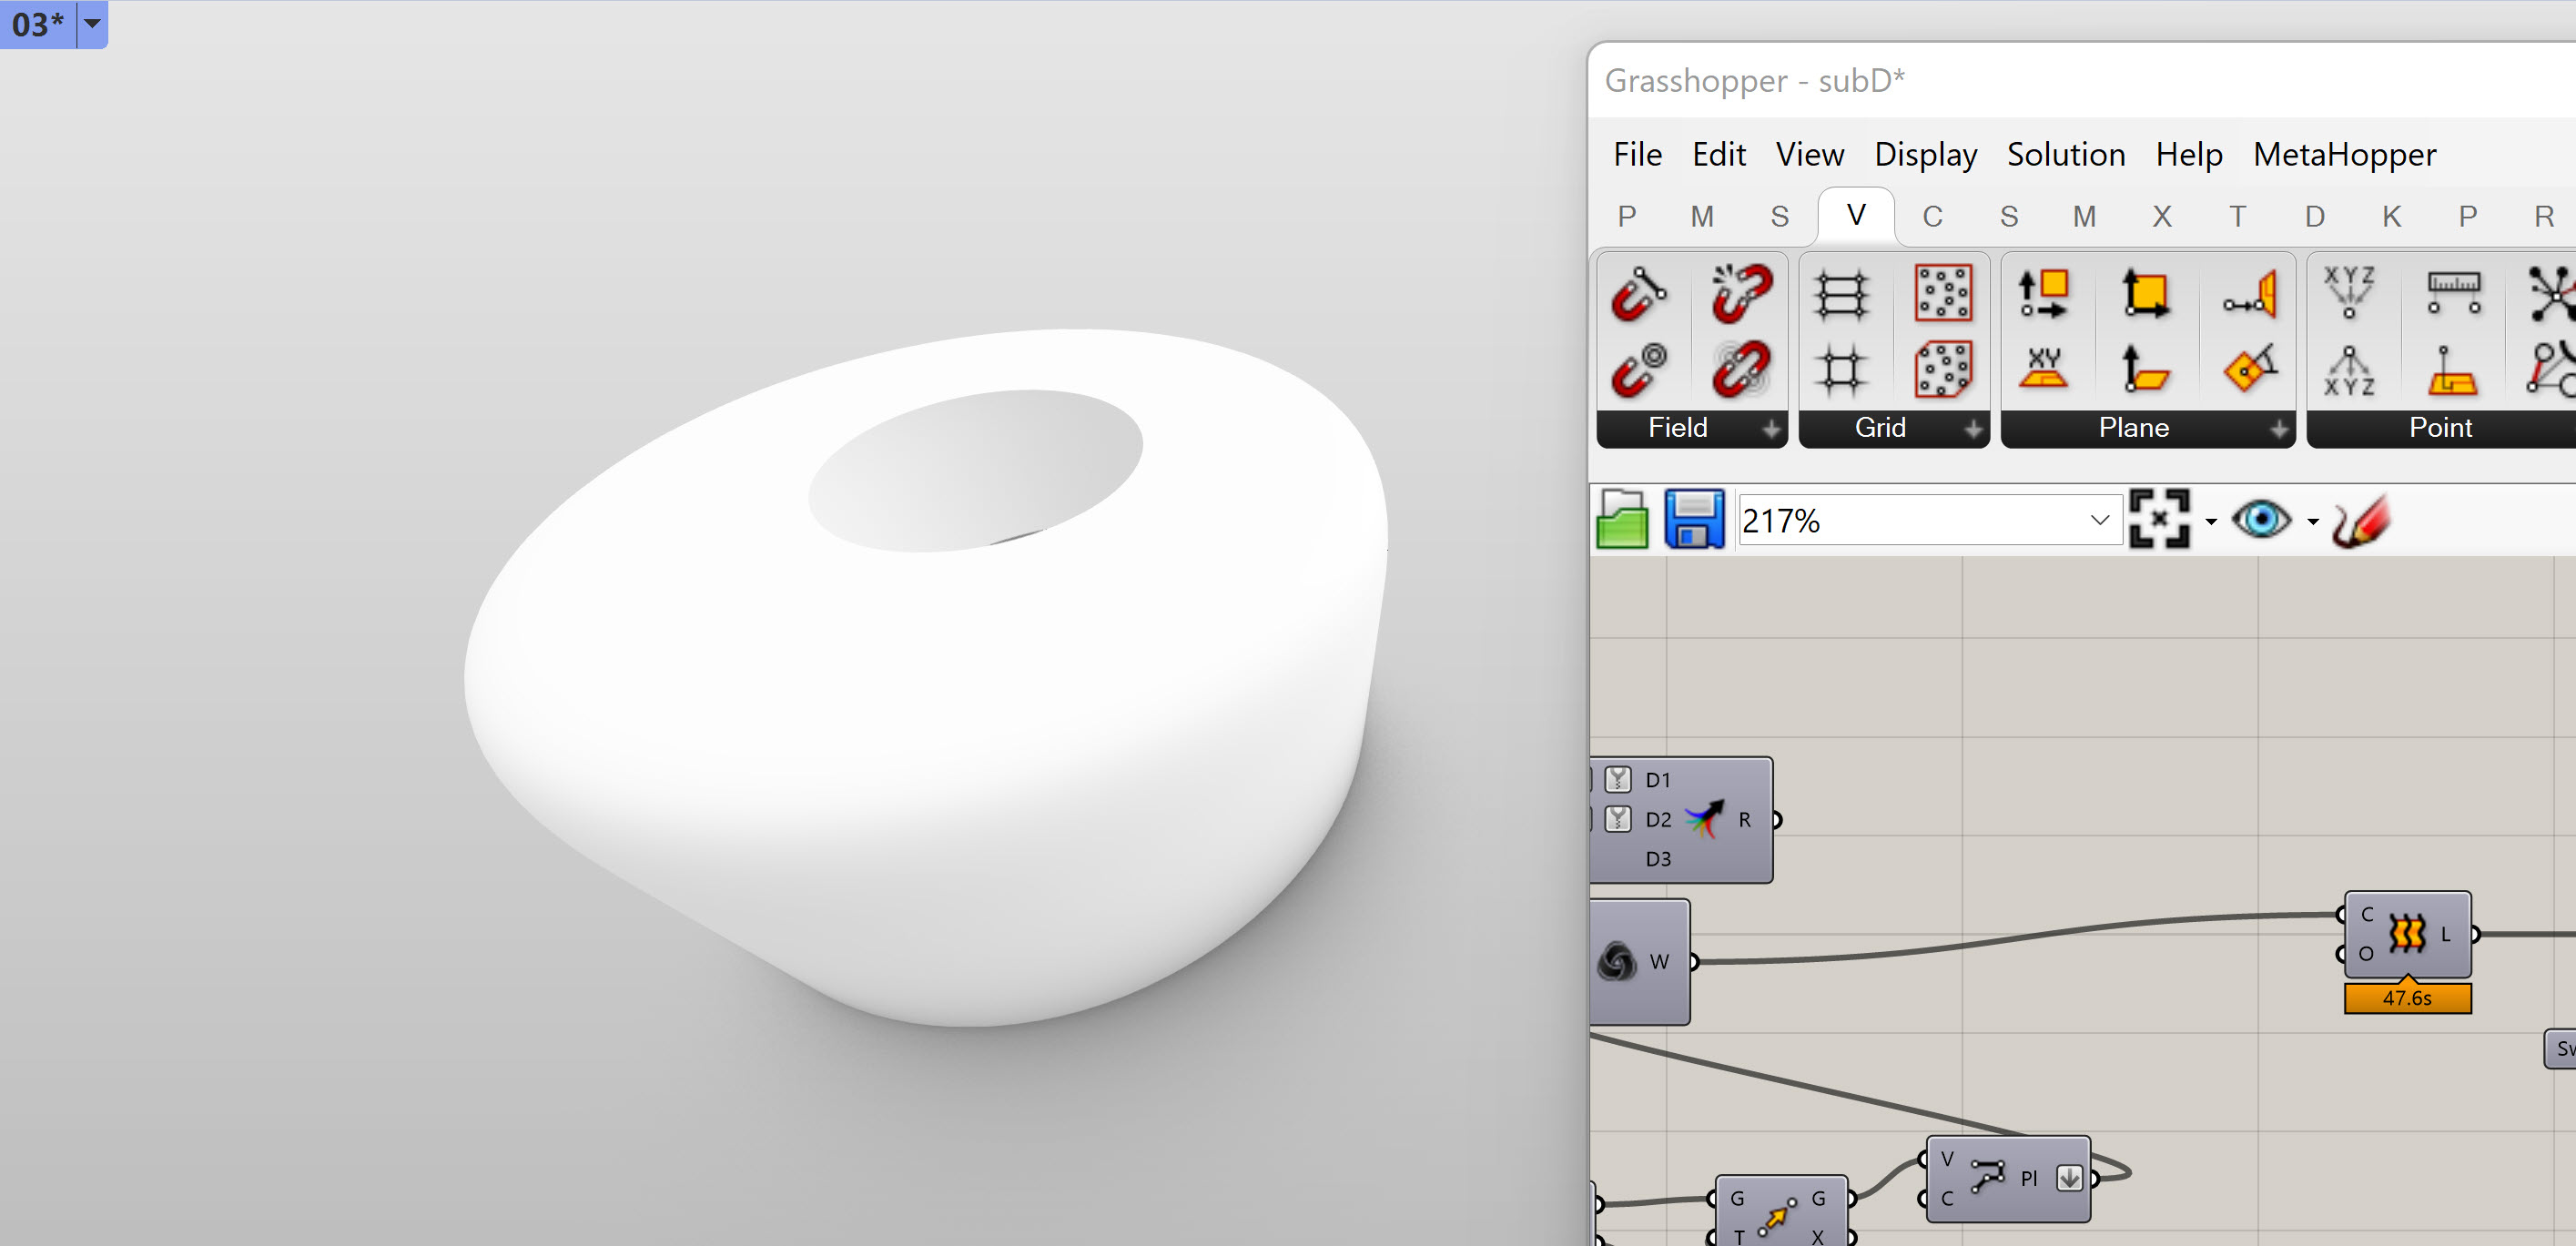 03*
Grasshopper - subD*
File Edit View Display Solution Help MetaHopper
P M S V C S M X T D K P R
XYZ
XY
XYZ
Field Grid Plane Point
217%
D1
D2 R
D3
W
C L
O
47.6s
V Pl
C
G G
T X